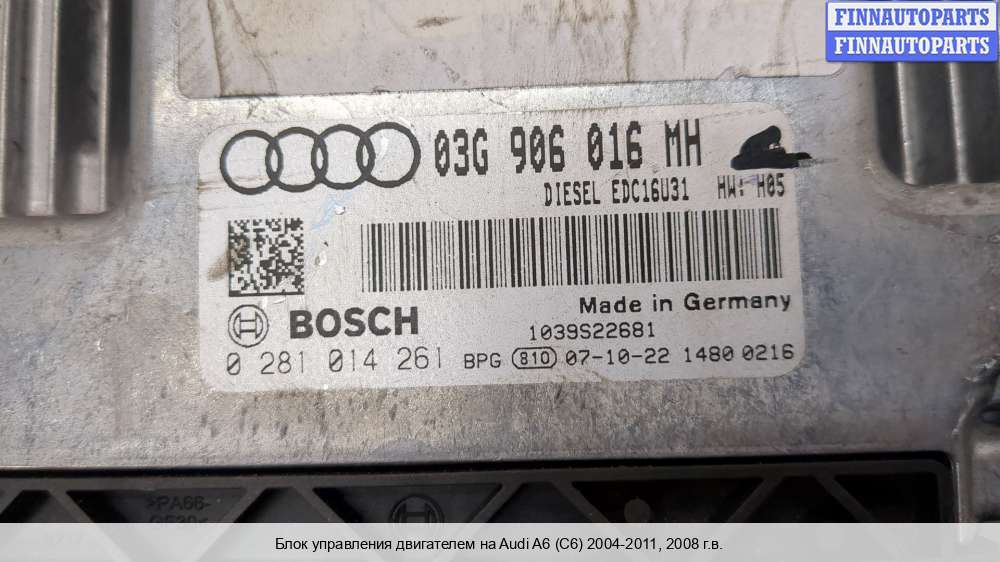 FINNAUTOPARTS
FINNAUTOPARTS
03G 906 016 MH
DIESEL EDC16U31 HW: H05
Made in Germany
BOSCH
1039S22681
0 281 014 261 BPG 810 07-10-22 1480 0216
>PA66-
Блок управления двигателем на Audi A6 (C6) 2004-2011, 2008 г.в.